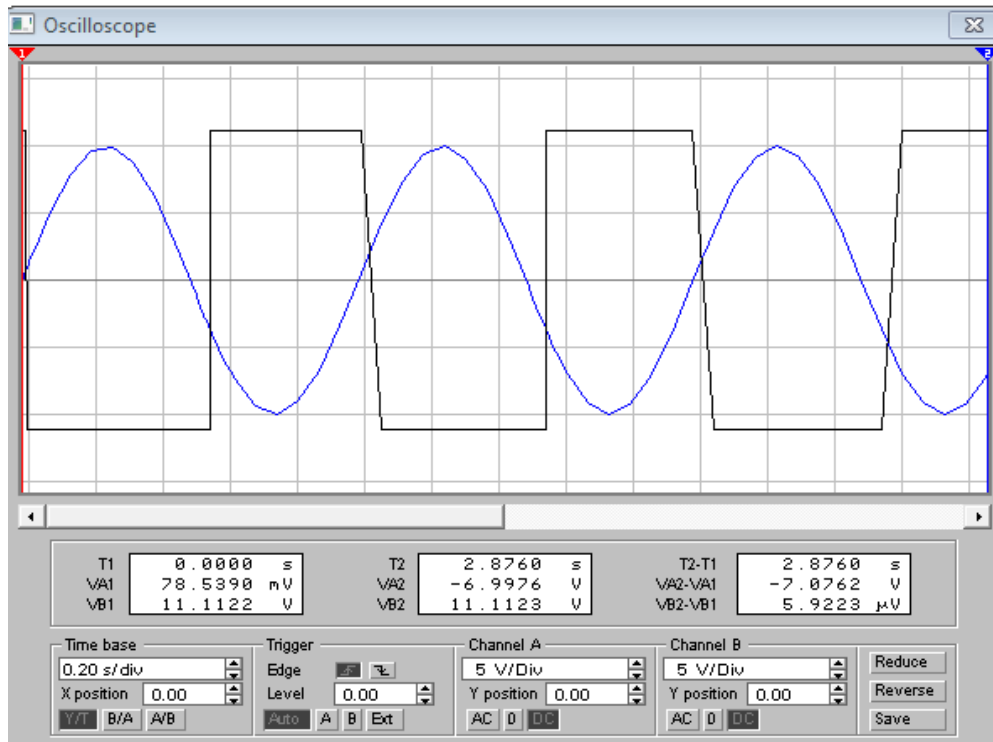 Oscilloscope
1 2
T1 0.0000 s T2 2.8760 s T2-T1 2.8760 s
VA1 78.5390 mV VA2 -6.9976 V VA2-VA1 -7.0762 V
VB1 11.1122 V VB2 11.1123 V VB2-VB1 5.9223 µV
Time base Trigger Channel A Channel B
0.20 s/div Edge 5 V/Div 5 V/Div Reduce
X position 0.00 Level 0.00 Y position 0.00 Y position 0.00 Reverse
Y/T B/A A/B Auto A B Ext AC 0 DC AC 0 DC Save